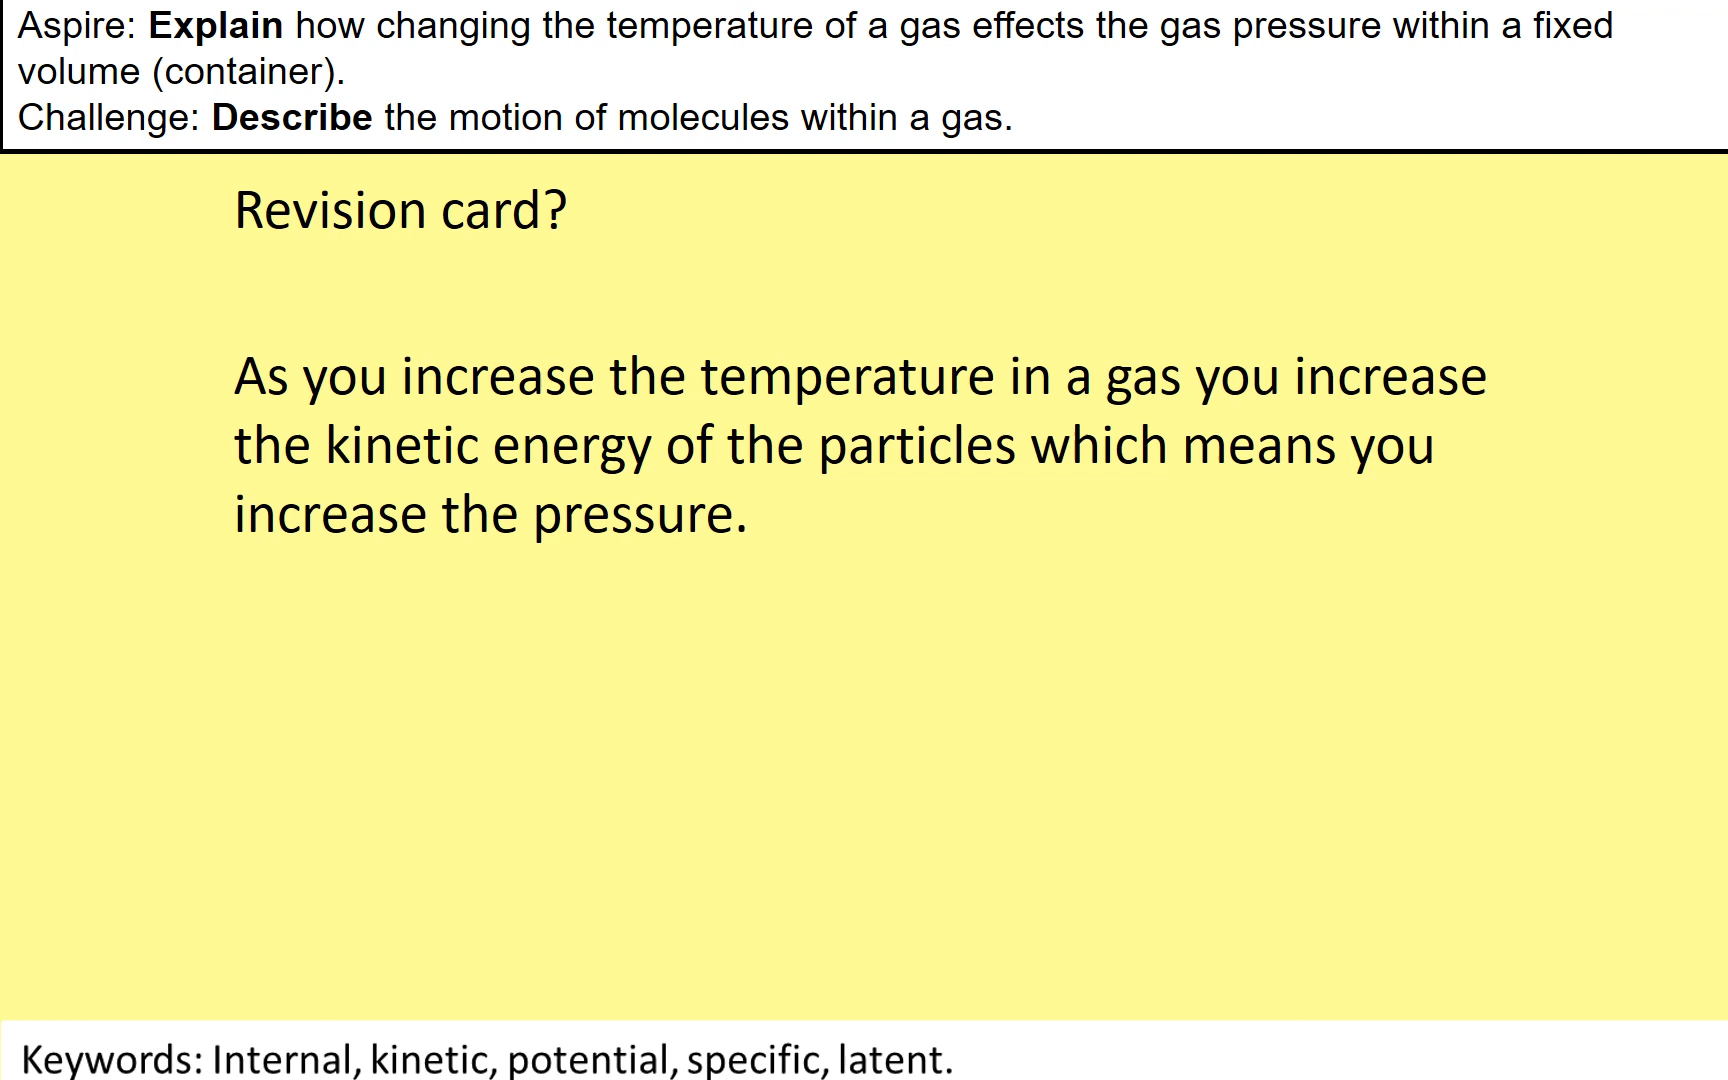 Aspire: Explain how changing the temperature of a gas effects the gas pressure within a fixed
volume (container).
Challenge: Describe the motion of molecules within a gas.
Revision card?
As you increase the temperature in a gas you increase
the kinetic energy of the particles which means you
increase the pressure.
Keywords: Internal, kinetic, potential, specific, latent.